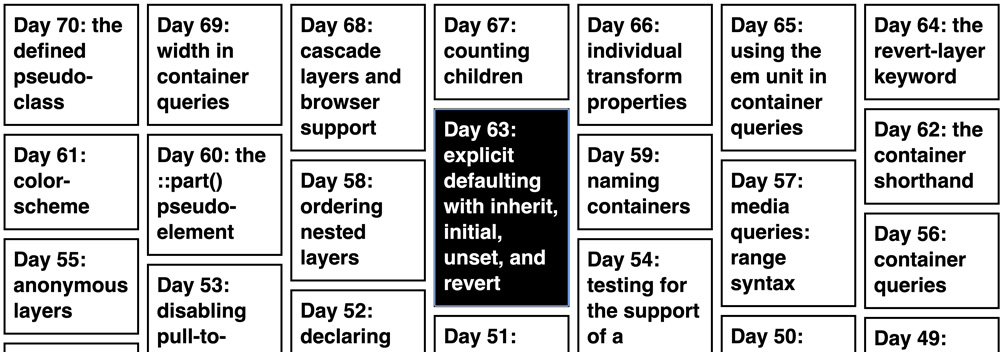 Day 70: the
defined
pseudo-
class
Day 69:
width in
container
queries
Day 68:
cascade
layers and
browser
support
Day 67:
counting
children
Day 66:
individual
transform
properties
Day 65:
using the
em unit in
container
queries
Day 64: the
revert-layer
keyword
Day 63:
explicit
defaulting
with inherit,
initial,
unset, and
revert
Day 62: the
container
shorthand
Day 61:
color-
scheme
Day 60: the
::part()
pseudo-
element
Day 59:
naming
containers
Day 58:
ordering
nested
layers
Day 57:
media
queries:
range
syntax
Day 56:
container
queries
Day 55:
anonymous
layers
Day 54:
testing for
the support
of a
Day 53:
disabling
pull-to-
Day 52:
declaring
Day 51:
Day 50:
Day 49: